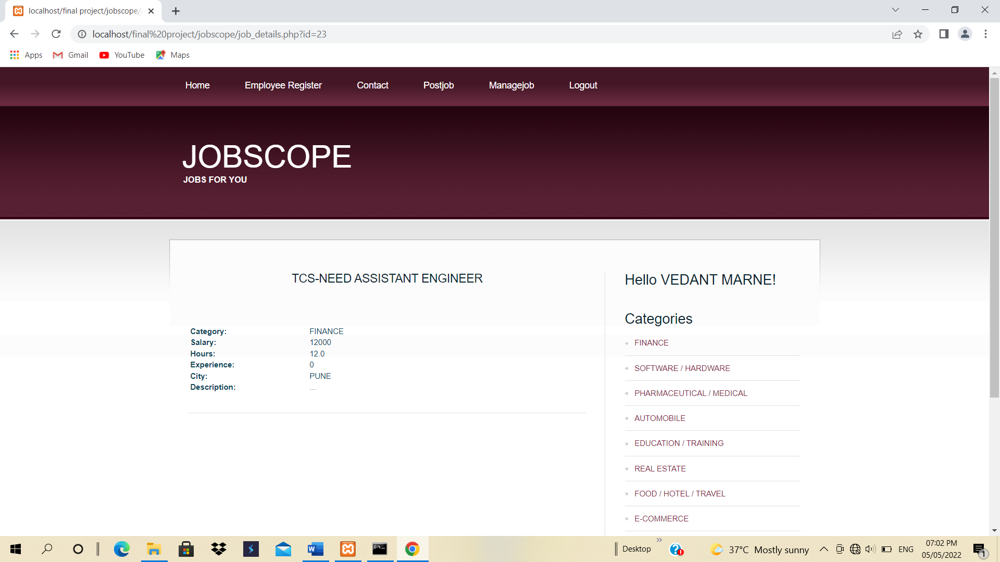 localhost/final project/jobscope/j
localhost/final%20project/jobscope/job_details.php?id=23
Apps Gmail YouTube Maps
Home Employee Register Contact Postjob Managejob Logout
JOBSCOPE
JOBS FOR YOU
TCS-NEED ASSISTANT ENGINEER
Category: FINANCE
Salary: 12000
Hours: 12.0
Experience: 0
City: PUNE
Description: ...
Hello VEDANT MARNE!
Categories
FINANCE
SOFTWARE / HARDWARE
PHARMACEUTICAL / MEDICAL
AUTOMOBILE
EDUCATION / TRAINING
REAL ESTATE
FOOD / HOTEL / TRAVEL
E-COMMERCE
Desktop
37°C Mostly sunny
ENG
07:02 PM
05/05/2022
1